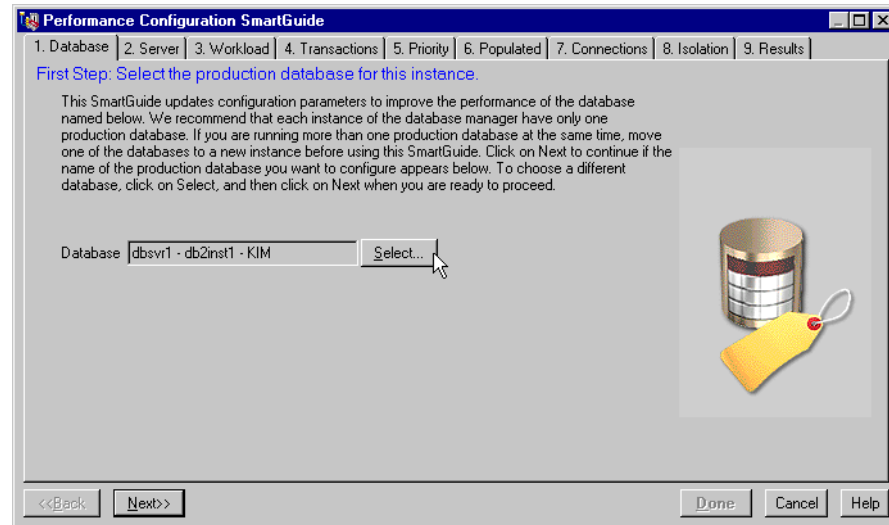 Performance Configuration SmartGuide
1. Database 2. Server 3. Workload 4. Transactions 5. Priority 6. Populated 7. Connections 8. Isolation 9. Results
First Step: Select the production database for this instance.
This SmartGuide updates configuration parameters to improve the performance of the database
named below. We recommend that each instance of the database manager have only one
production database. If you are running more than one production database at the same time, move
one of the databases to a new instance before using this SmartGuide. Click on Next to continue if the
name of the production database you want to configure appears below. To choose a different
database, click on Select, and then click on Next when you are ready to proceed.
Database dbsvr1 - db2inst1 - KIM Select...
<<Back Next>> Done Cancel Help